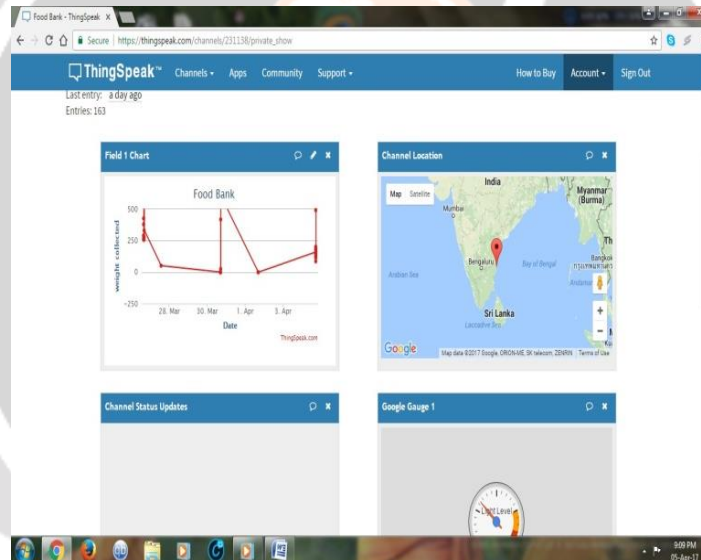 Food Bank - ThingSpeak
Secure https://thingspeak.com/channels/231138/private_show
ThingSpeak™ Channels Apps Community Support How to Buy Account Sign Out
Last entry: a day ago
Entries: 163
Field 1 Chart
Food Bank
weight collected
500
250
0
-250
28. Mar 30. Mar 1. Apr 3. Apr
Date
ThingSpeak.com
Channel Location
Map Satellite
India
Mumbai
Myanmar
(Burma)
Bengaluru
Bay of Bengal
Arabian Sea
Bangkok
Sri Lanka
Laccadive Sea
Google
Map data ©2017 Google, ORION-ME, SK telecom, ZENRIN Terms of Use
Channel Status Updates
Google Gauge 1
Light Level
9:09 PM
05-Apr-17